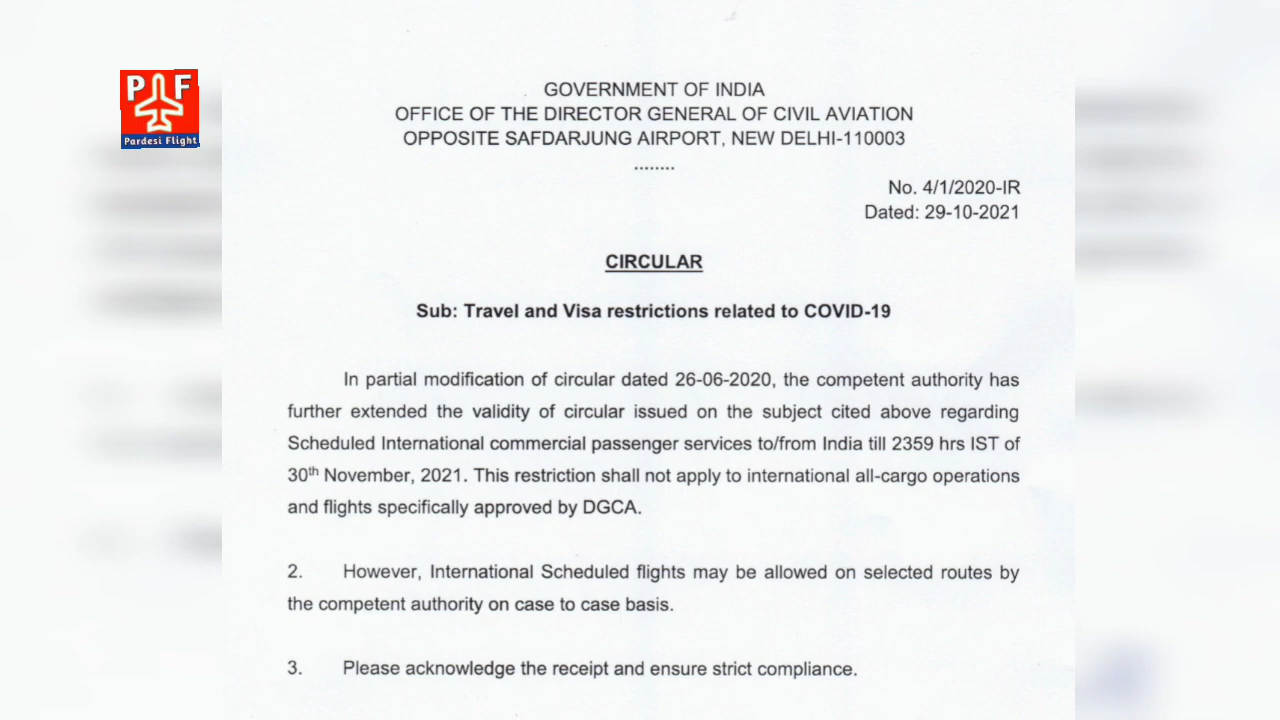 P F
Pardesi Flight
GOVERNMENT OF INDIA
OFFICE OF THE DIRECTOR GENERAL OF CIVIL AVIATION
OPPOSITE SAFDARJUNG AIRPORT, NEW DELHI-110003
........
No. 4/1/2020-IR
Dated: 29-10-2021
CIRCULAR
Sub: Travel and Visa restrictions related to COVID-19
In partial modification of circular dated 26-06-2020, the competent authority has
further extended the validity of circular issued on the subject cited above regarding
Scheduled International commercial passenger services to/from India till 2359 hrs IST of
30th November, 2021. This restriction shall not apply to international all-cargo operations
and flights specifically approved by DGCA.
2. However, International Scheduled flights may be allowed on selected routes by
the competent authority on case to case basis.
3. Please acknowledge the receipt and ensure strict compliance.